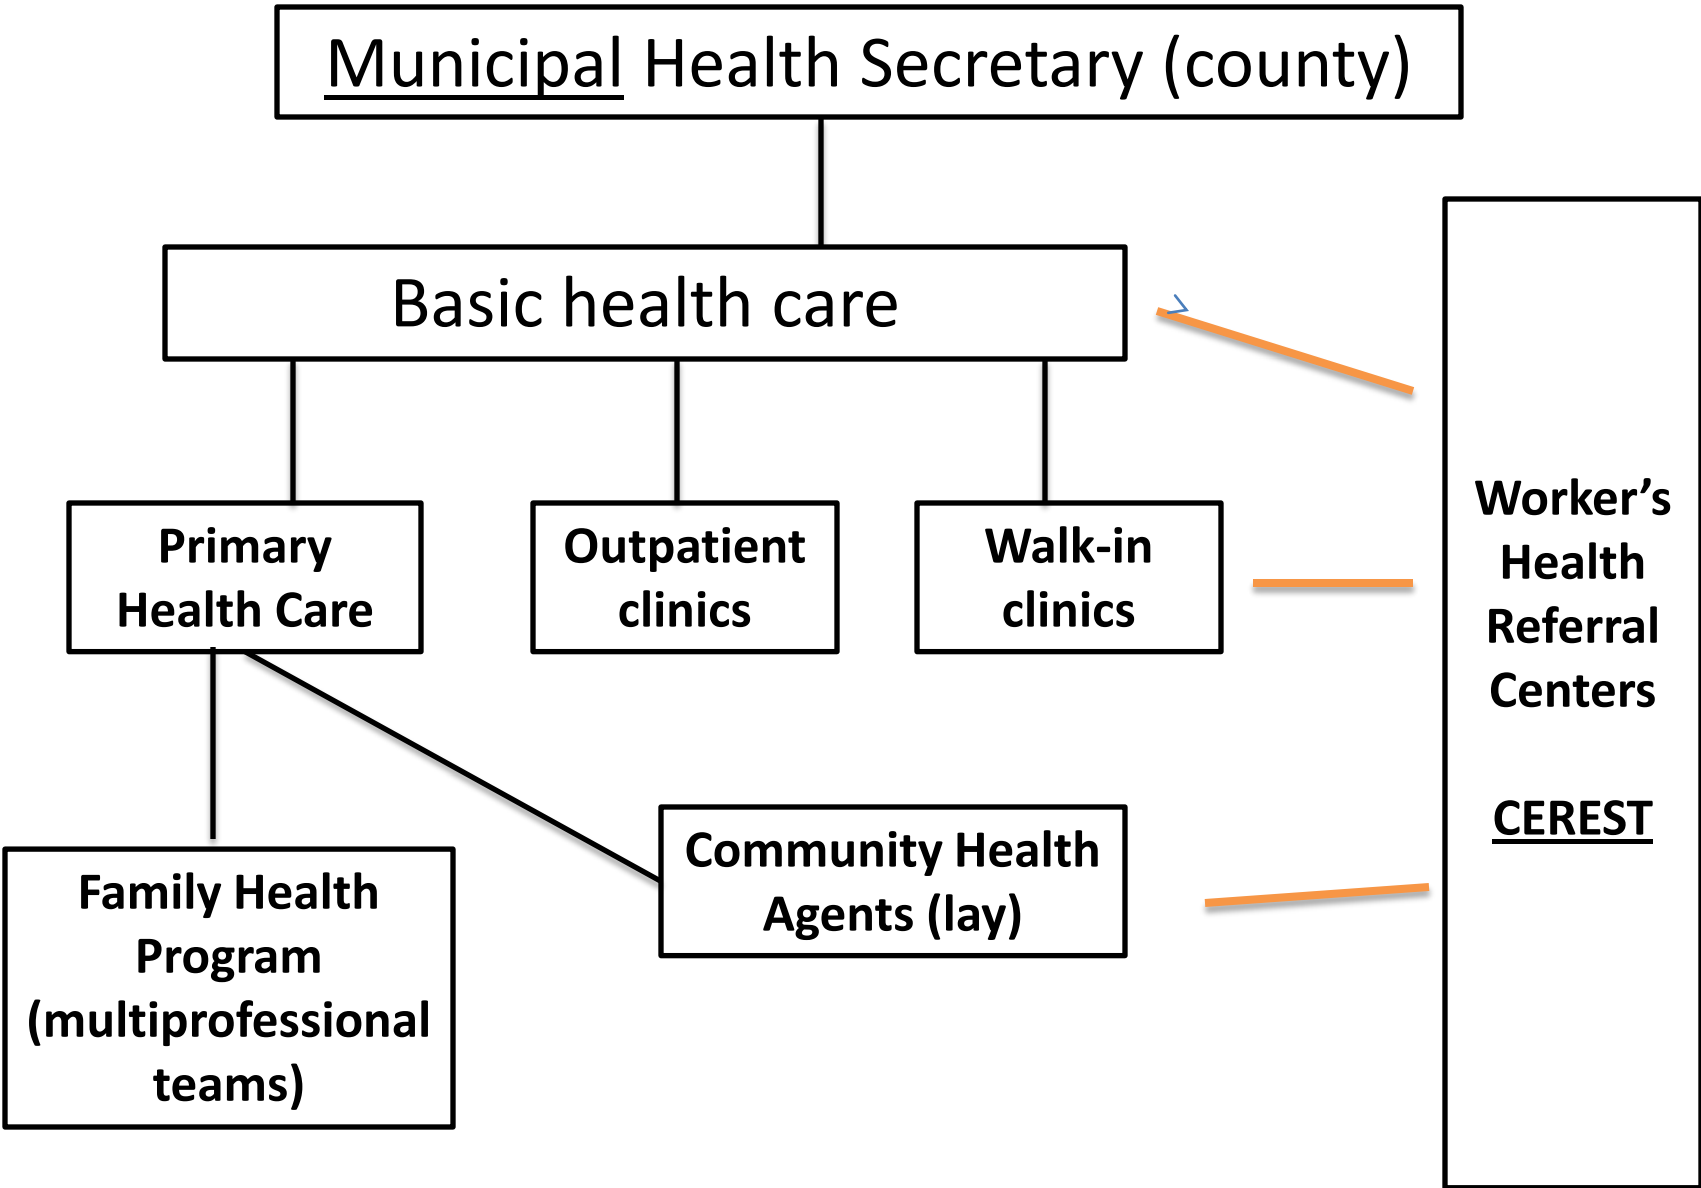 Municipal Health Secretary (county)
Basic health care
Primary
Health Care
Outpatient
clinics
Walk-in
clinics
Family Health
Program
(multiprofessional
teams)
Community Health
Agents (lay)
Worker’s
Health
Referral
Centers
CEREST